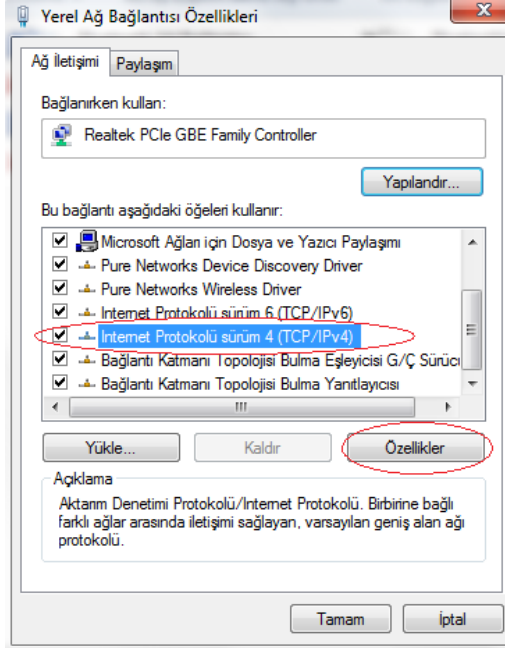 Yerel Ağ Bağlantısı Özellikleri
Ağ İletişimi Paylaşım
Bağlanırken kullan:
Realtek PCIe GBE Family Controller
Yapılandır...
Bu bağlantı aşağıdaki öğeleri kullanır:
Microsoft Ağları için Dosya ve Yazıcı Paylaşımı
Pure Networks Device Discovery Driver
Pure Networks Wireless Driver
Internet Protokolü sürüm 6 (TCP/IPv6)
Internet Protokolü sürüm 4 (TCP/IPv4)
Bağlantı Katmanı Topolojisi Bulma Eşleyicisi G/Ç Sürücü
Bağlantı Katmanı Topolojisi Bulma Yanıtlayıcısı
Yükle... Kaldır Özellikler
Açıklama
Aktarım Denetimi Protokolü/Internet Protokolü. Birbirine bağlı
farklı ağlar arasında iletişimi sağlayan, varsayılan geniş alan ağı
protokolü.
Tamam İptal